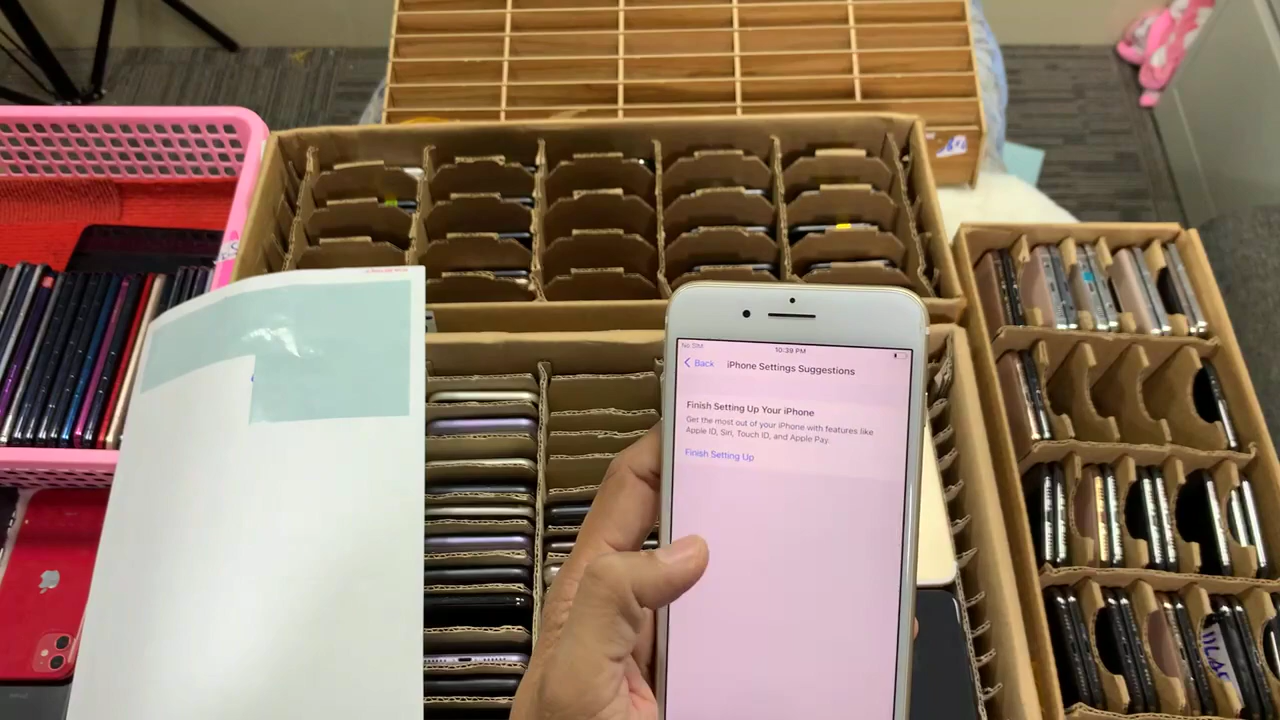 No SIM
10:39 PM
Back
iPhone Settings Suggestions
Finish Setting Up Your iPhone
Get the most out of your iPhone with features like
Apple ID, Siri, Touch ID, and Apple Pay.
Finish Setting Up